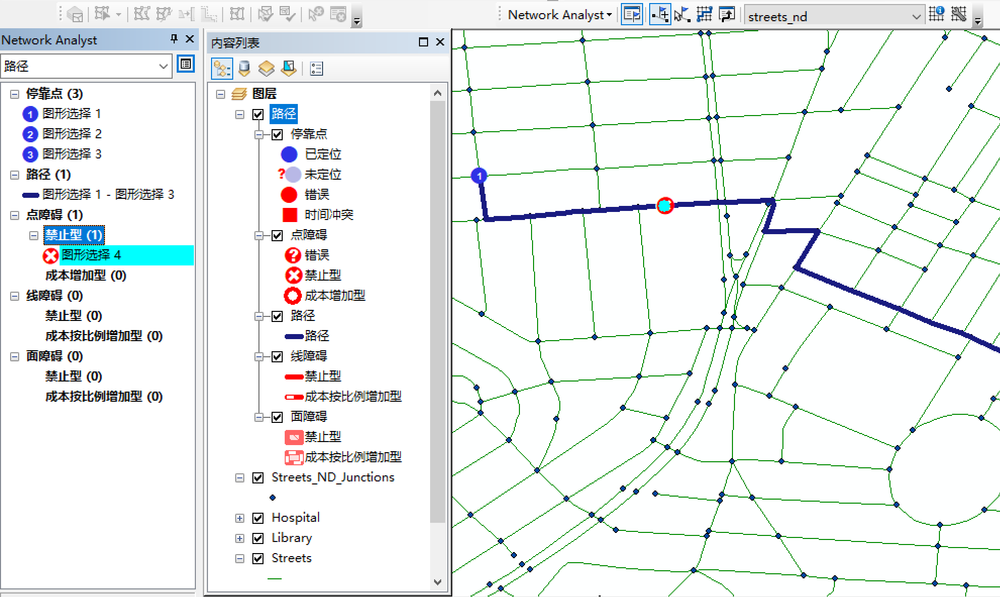 Network Analyst
streets_nd
Network Analyst
路径
停靠点 (3)
1 图形选择 1
2 图形选择 2
3 图形选择 3
路径 (1)
图形选择 1 - 图形选择 3
点障碍 (1)
禁止型 (1)
图形选择 4
成本增加型 (0)
线障碍 (0)
禁止型 (0)
成本按比例增加型 (0)
面障碍 (0)
禁止型 (0)
成本按比例增加型 (0)
内容列表
图层
路径
停靠点
已定位
? 未定位
错误
时间冲突
点障碍
? 错误
禁止型
成本增加型
路径
路径
线障碍
禁止型
成本按比例增加型
面障碍
禁止型
成本按比例增加型
Streets_ND_Junctions
Hospital
Library
Streets
1